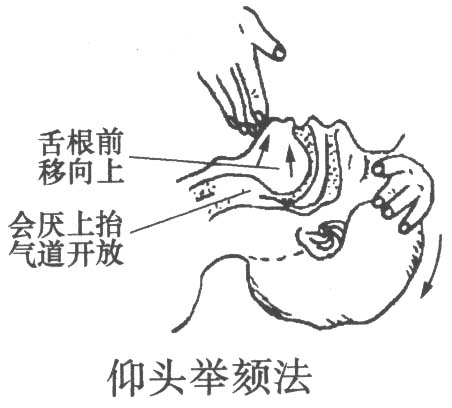 舌根前
移向上
会厌上抬
气道开放
仰头举颏法